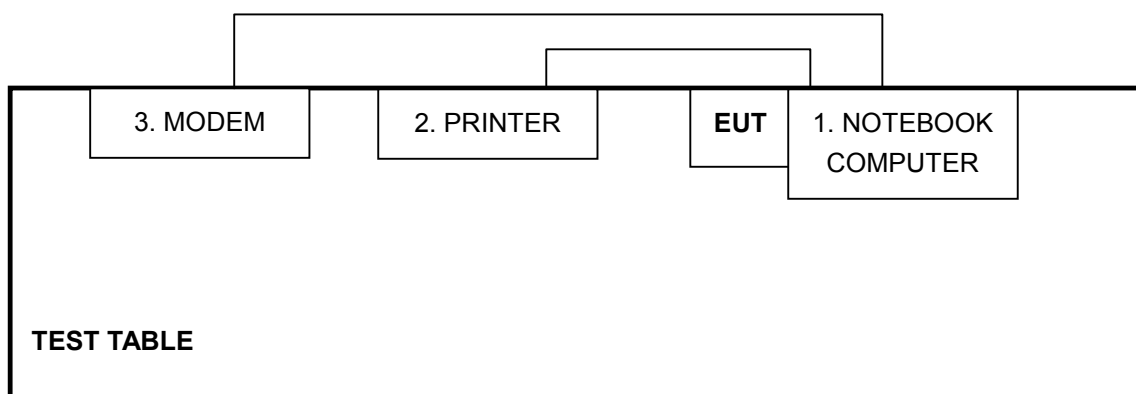 3. MODEM
2. PRINTER
EUT
1. NOTEBOOK
COMPUTER
TEST TABLE